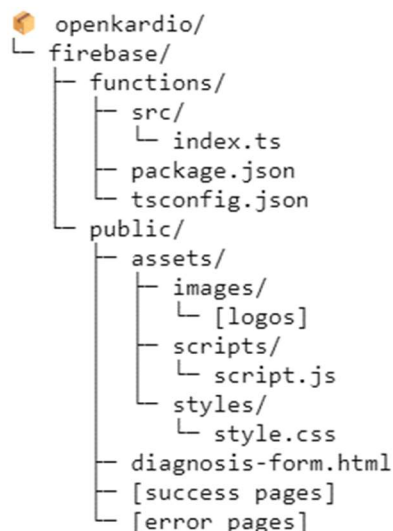 📦 openkardio/
└─ firebase/
   ├─ functions/
   │  ├─ src/
   │  │  └─ index.ts
   │  ├─ package.json
   │  └─ tsconfig.json
   └─ public/
      ├─ assets/
      │  ├─ images/
      │  │  └─ [logos]
      │  ├─ scripts/
      │  │  └─ script.js
      │  └─ styles/
      │     └─ style.css
      ├─ diagnosis-form.html
      ├─ [success pages]
      └─ [error pages]